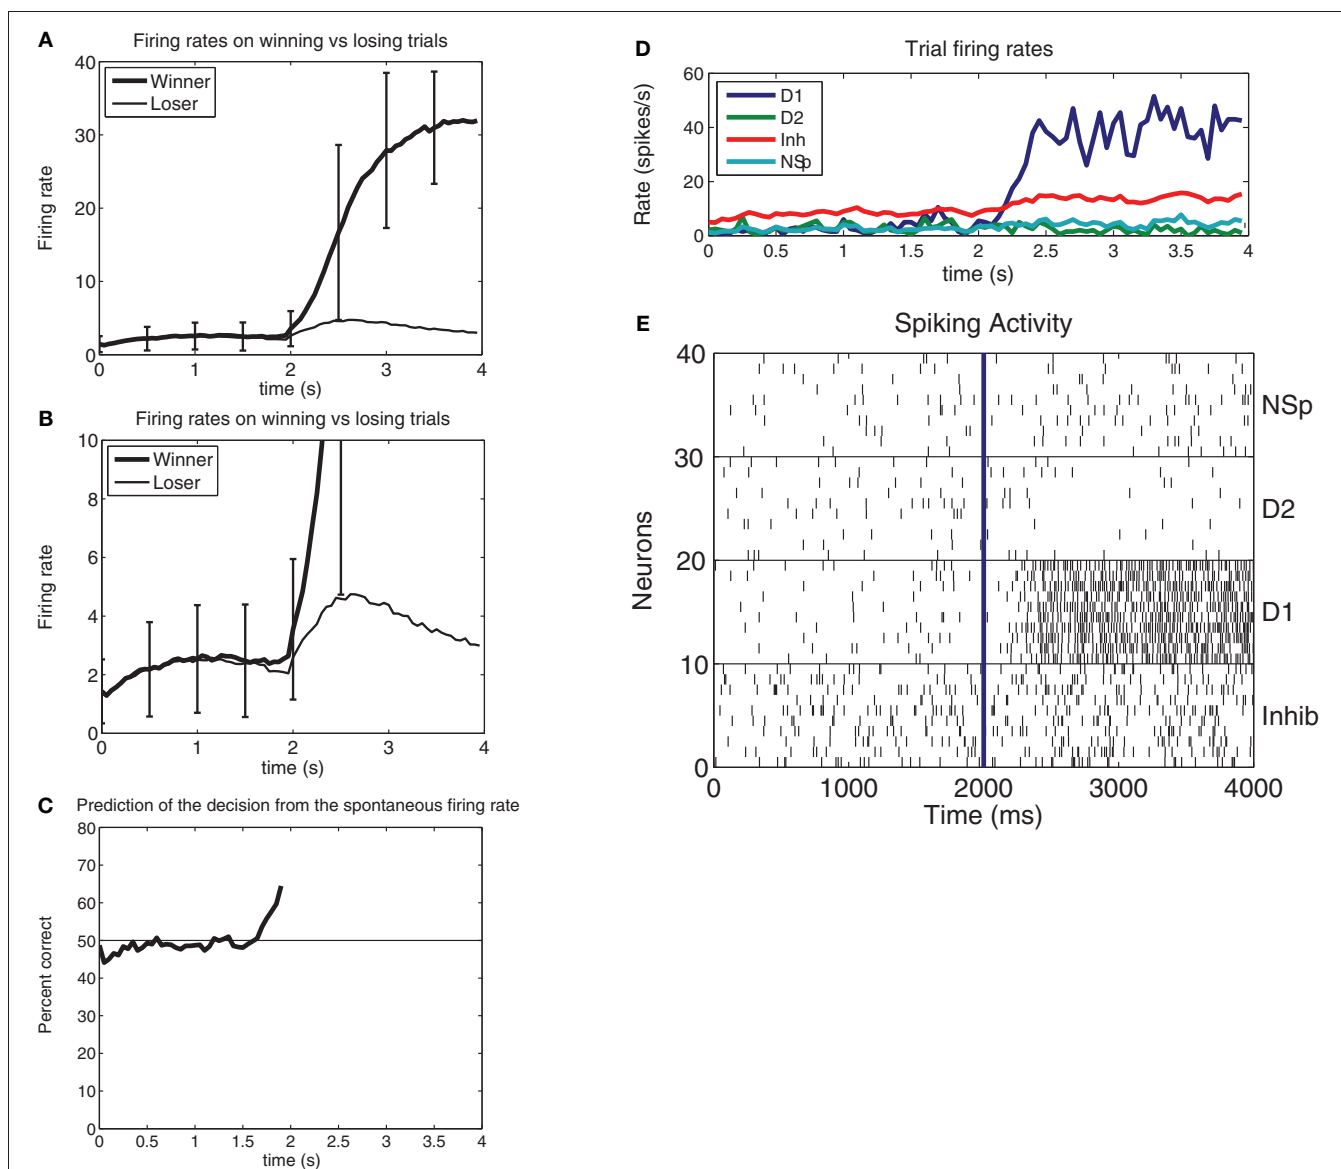 A
Firing rates on winning vs losing trials
40
30
20
10
0
Firing rate
Winner
Loser
0 1 2 3 4
time (s)
B
Firing rates on winning vs losing trials
10
8
6
4
2
0
Firing rate
Winner
Loser
0 1 2 3 4
time (s)
C
Prediction of the decision from the spontaneous firing rate
80
70
60
50
40
30
20
10
0
Percent correct
0 0.5 1 1.5 2 2.5 3 3.5 4
time (s)
D
Trial firing rates
60
40
20
0
Rate (spikes/s)
D1
D2
Inh
NSp
0 0.5 1 1.5 2 2.5 3 3.5 4
time (s)
E
Spiking Activity
40
30
20
10
0
Neurons
NSp
D2
D1
Inhib
0 1000 2000 3000 4000
Time (ms)